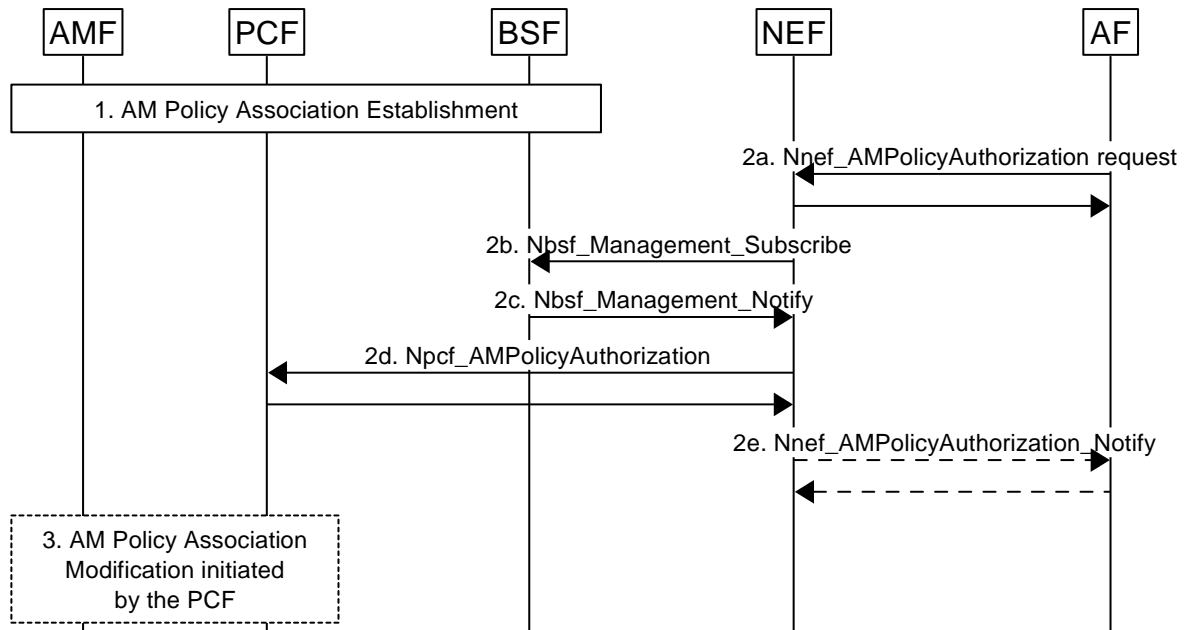 AMF PCF BSF NEF AF
1. AM Policy Association Establishment
2a. Nnef_AMPolicyAuthorization request
2b. Nbsf_Management_Subscribe
2c. Nbsf_Management_Notify
2d. Npcf_AMPolicyAuthorization
2e. Nnef_AMPolicyAuthorization_Notify
3. AM Policy Association
Modification initiated
by the PCF